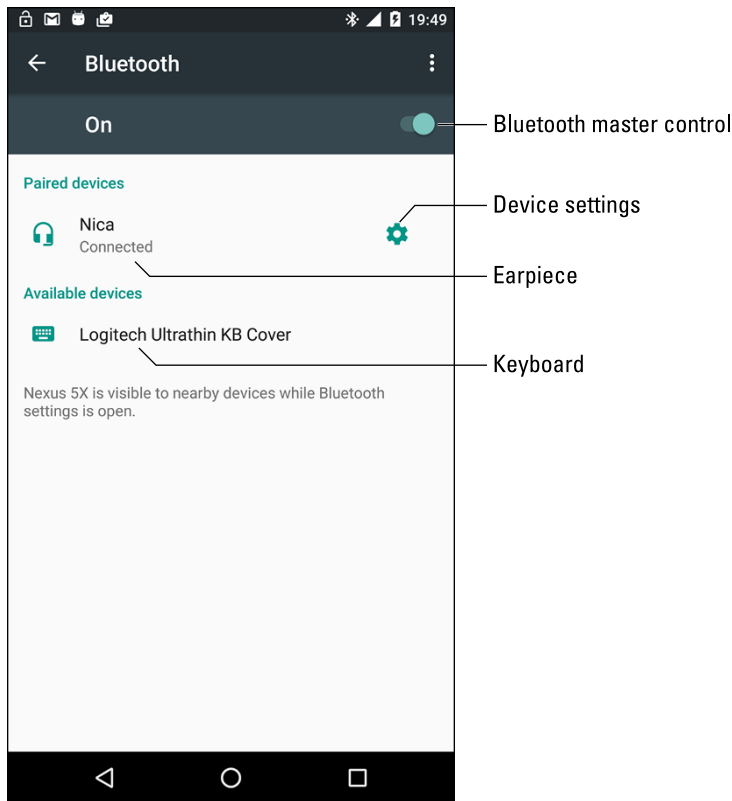 19:49
Bluetooth
On
Bluetooth master control
Paired devices
Device settings
Nica
Connected
Earpiece
Available devices
Logitech Ultrathin KB Cover
Keyboard
Nexus 5X is visible to nearby devices while Bluetooth
settings is open.